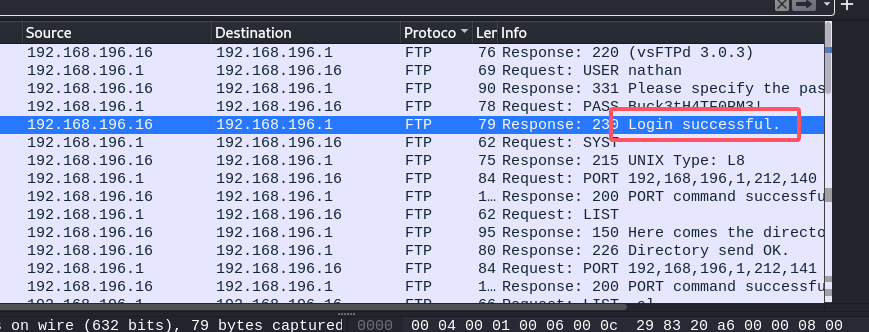 Source Destination Protoco Ler Info
192.168.196.16 192.168.196.1 FTP 76 Response: 220 (vsFTPd 3.0.3)
192.168.196.1 192.168.196.16 FTP 69 Request: USER nathan
192.168.196.16 192.168.196.1 FTP 90 Response: 331 Please specify the pas
192.168.196.1 192.168.196.16 FTP 78 Request: PASS Buck3tH4TF0RM3!
192.168.196.16 192.168.196.1 FTP 79 Response: 230 Login successful.
192.168.196.1 192.168.196.16 FTP 62 Request: SYST
192.168.196.16 192.168.196.1 FTP 75 Response: 215 UNIX Type: L8
192.168.196.1 192.168.196.16 FTP 84 Request: PORT 192,168,196,1,212,140
192.168.196.16 192.168.196.1 FTP 1… Response: 200 PORT command successfu
192.168.196.1 192.168.196.16 FTP 62 Request: LIST
192.168.196.16 192.168.196.1 FTP 95 Response: 150 Here comes the directo
192.168.196.16 192.168.196.1 FTP 80 Response: 226 Directory send OK.
192.168.196.1 192.168.196.16 FTP 84 Request: PORT 192,168,196,1,212,141
192.168.196.16 192.168.196.1 FTP 1… Response: 200 PORT command successfu
192.168.196.1 192.168.196.16 FTP 66 Request: LIST -al
s on wire (632 bits), 79 bytes captured 0000 00 04 00 01 00 06 00 0c 29 83 20 a6 00 00 08 00